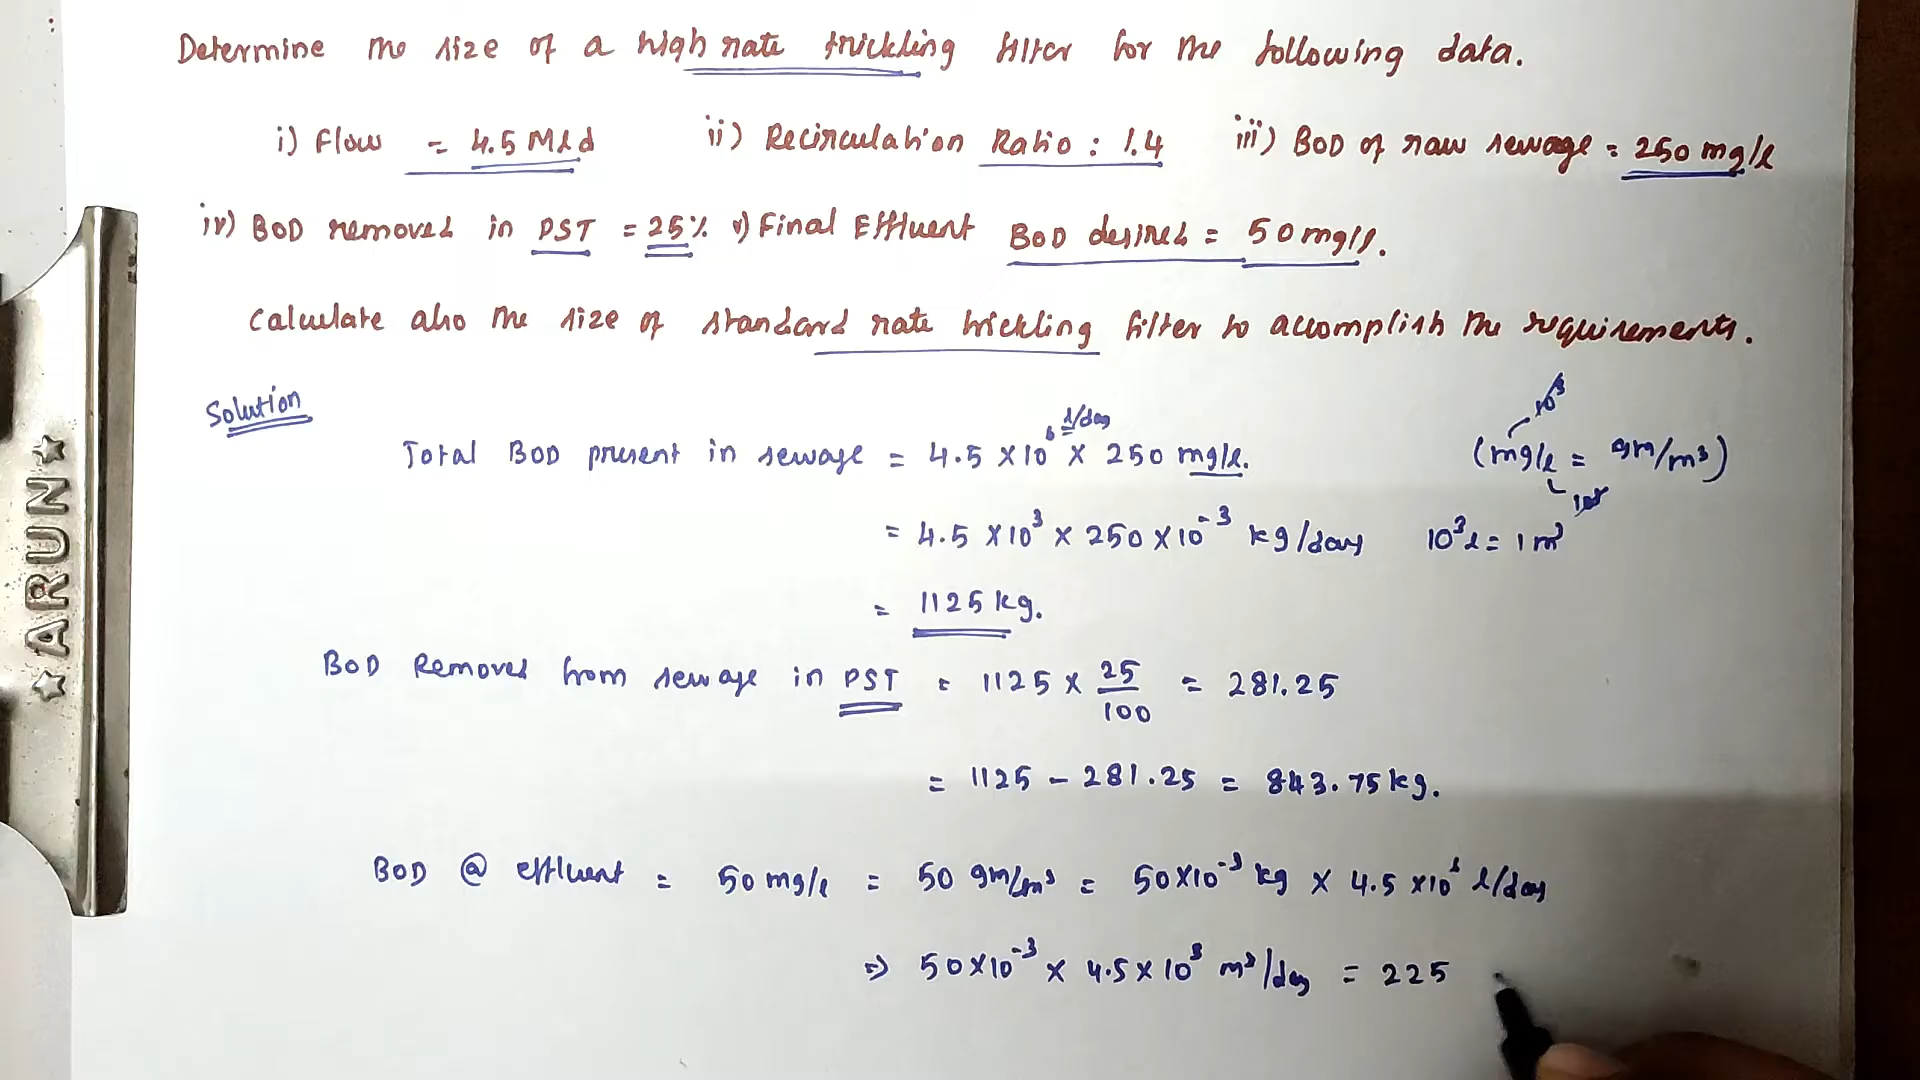 Determine the size of a high rate trickling filter for the following data.
i) Flow = 4.5 Mld ii) Recirculation Ratio : 1.4 iii) BOD of raw sewage = 250 mg/l
iv) BOD removed in PST = 25% v) Final Effluent BOD desired = 50 mg/l.
Calculate also the size of standard rate trickling filter to accomplish the requirements.
Solution
Total BOD present in sewage = 4.5 × 10⁶ l/day × 250 mg/l. (mg/l = gm/m³)
= 4.5 × 10³ × 250 × 10⁻³ kg/day 10³ l = 1 m³
= 1125 kg.
BOD Removed from sewage in PST = 1125 × 25/100 = 281.25
= 1125 - 281.25 = 843.75 kg.
BOD @ effluent = 50 mg/l = 50 gm/m³ = 50×10⁻³ kg × 4.5 ×10⁶ l/day
⇒ 50×10⁻³ × 4.5 × 10³ m³/day = 225
ARUN